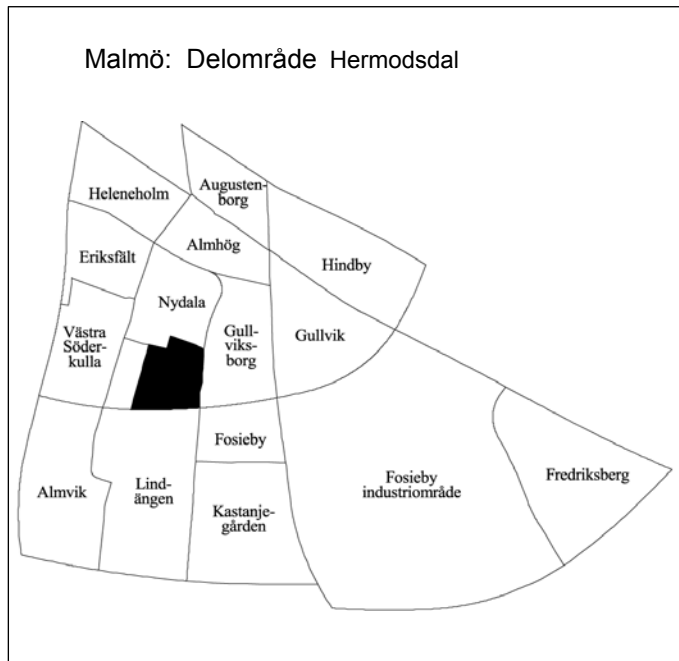 Malmö: Delområde Hermodsdal
Heleneholm
Augusten-
borg
Almhög
Eriksfält
Hindby
Nydala
Västra
Söder-
kulla
Gull-
viks-
borg
Gullvik
Fosieby
Almvik
Lind-
ängen
Kastanje-
gården
Fosieby
industriområde
Fredriksberg